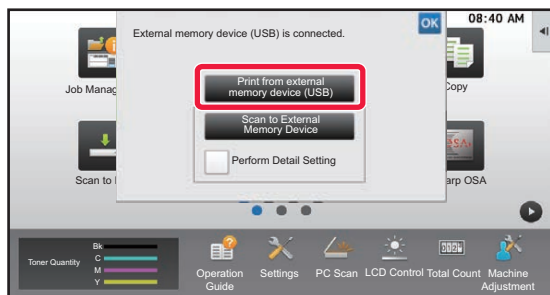 08:40 AM
External memory device (USB) is connected.
OK
Print from external
memory device (USB)
Scan to External
Memory Device
Perform Detail Setting
Job Manag
Copy
Scan to
arp OSA
Toner Quantity
Bk
C
M
Y
Operation
Guide
Settings
PC Scan
LCD Control
Total Count
Machine
Adjustment